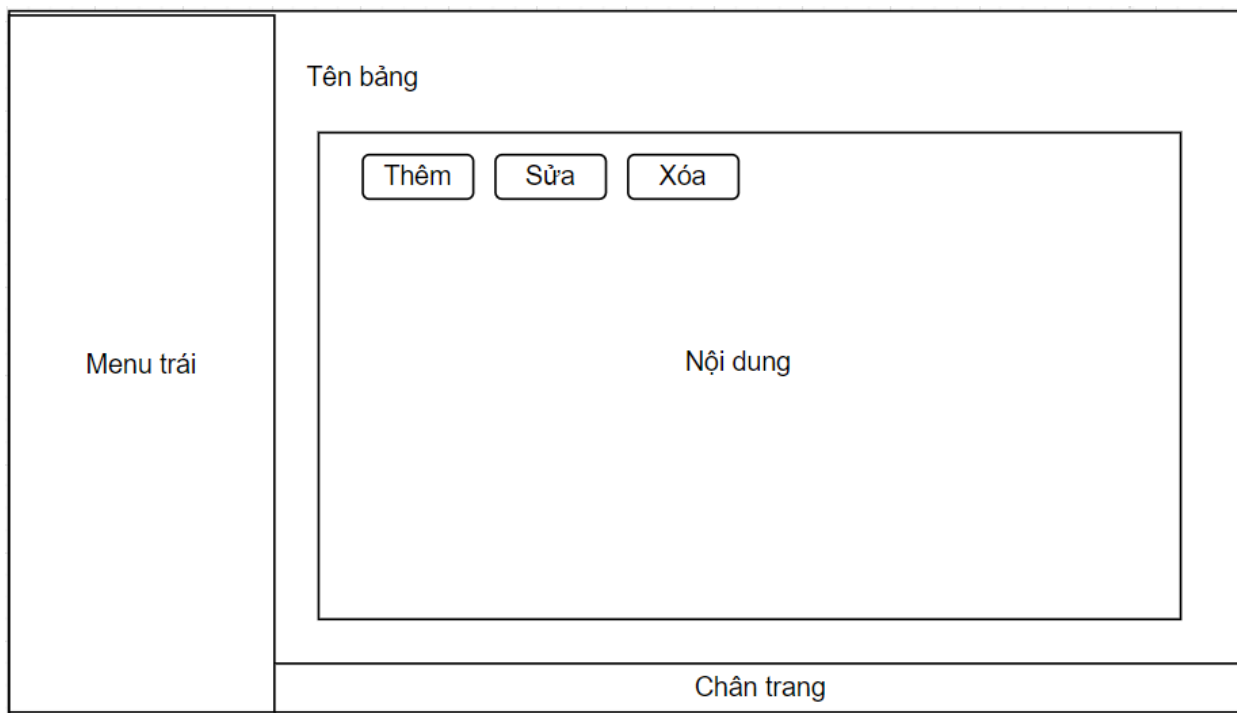 Tên bảng
Thêm Sửa Xóa
Menu trái
Nội dung
Chân trang